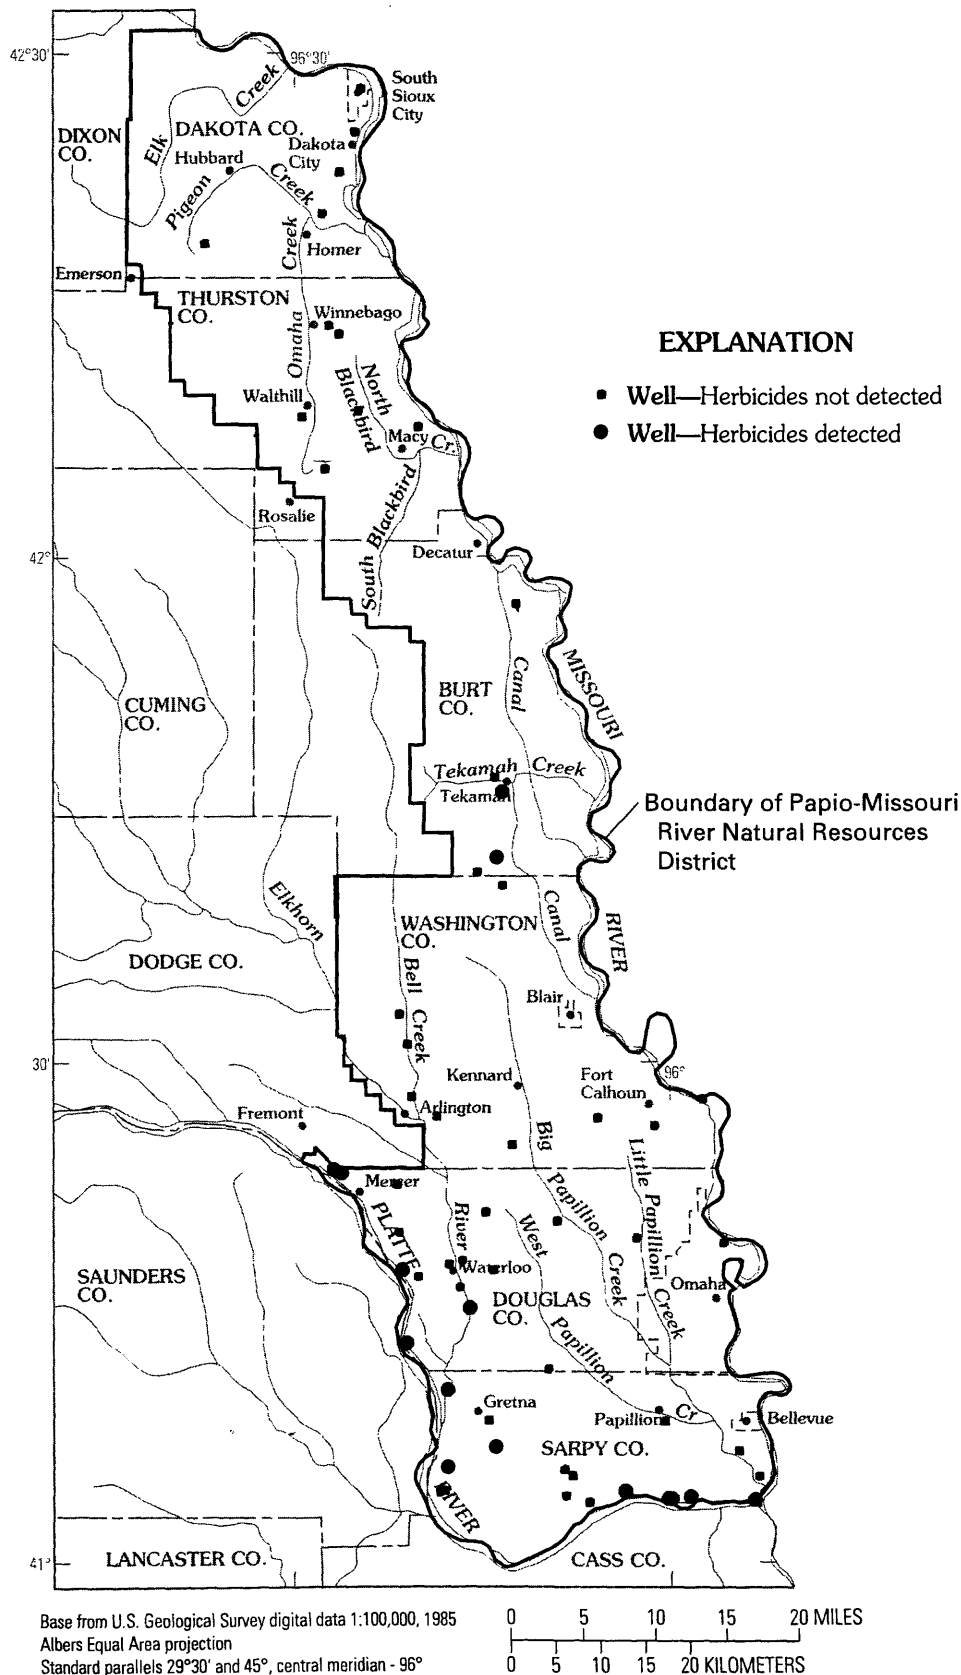 42°30'
96°30'
South
Sioux
City
DIXON
CO.
DAKOTA CO.
Elk
Creek
Hubbard
Dakota
City
Pigeon
Creek
Creek
Homer
Emerson
THURSTON
CO.
Winnebago
Omaha
North
Blackbird
Walthill
Macy
Cr.
Rosalie
South Blackbird
Decatur
42°
EXPLANATION
Well—Herbicides not detected
Well—Herbicides detected
Canal
MISSOURI
BURT
CO.
CUMING
CO.
Tekamah Creek
Tekamah
Boundary of Papio-Missouri
River Natural Resources
District
Elkhorn
WASHINGTON
CO.
Canal
RIVER
DODGE CO.
Bell
Creek
Blair
30'
96°
Kennard
Fort
Calhoun
Fremont
Arlington
Big
Little Papillion Creek
Mercer
Papillion
Creek
PLATTE
River
West
SAUNDERS
CO.
Waterloo
Omaha
DOUGLAS
CO.
Papillion
Gretna
Papillion
Cr
Bellevue
SARPY CO.
RIVER
41°
LANCASTER CO.
CASS CO.
Base from U.S. Geological Survey digital data 1:100,000, 1985
Albers Equal Area projection
Standard parallels 29°30' and 45°, central meridian - 96°
0 5 10 15 20 MILES
0 5 10 15 20 KILOMETERS